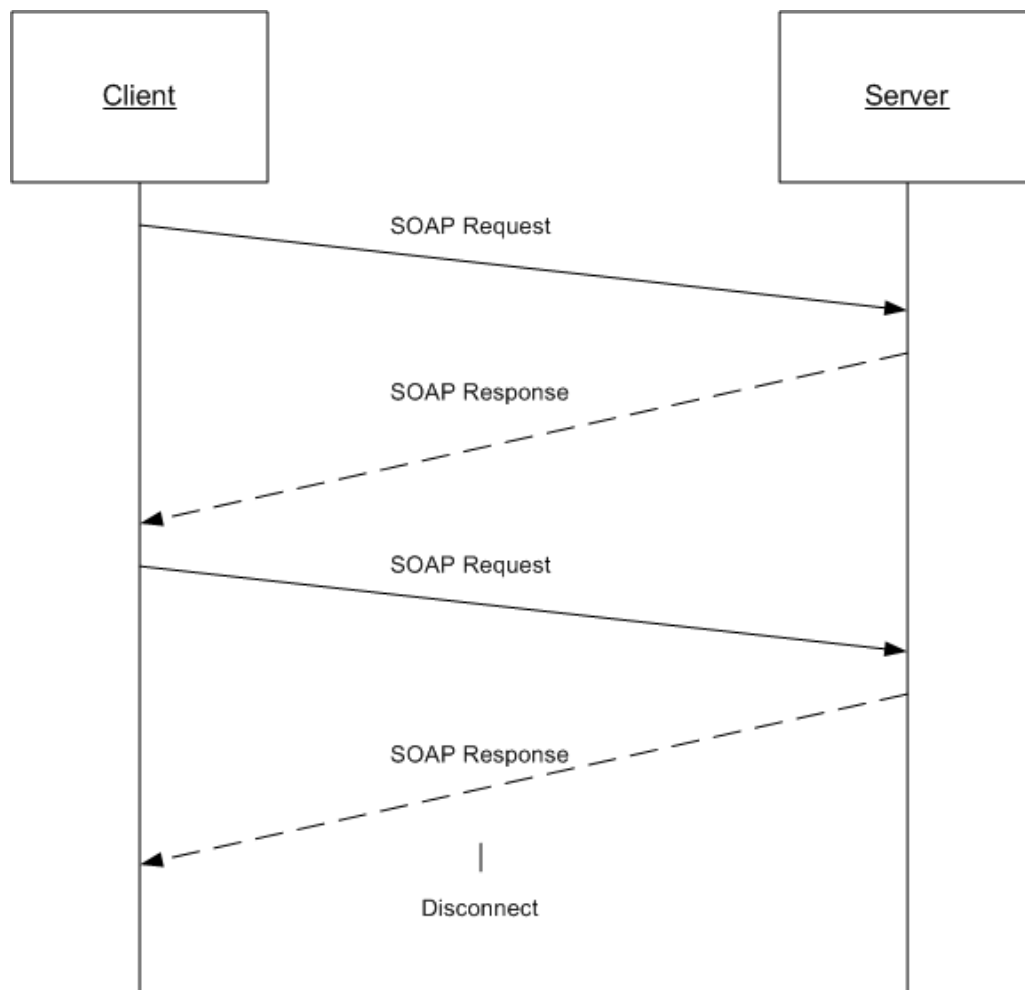 Client
Server
SOAP Request
SOAP Response
SOAP Request
SOAP Response
Disconnect